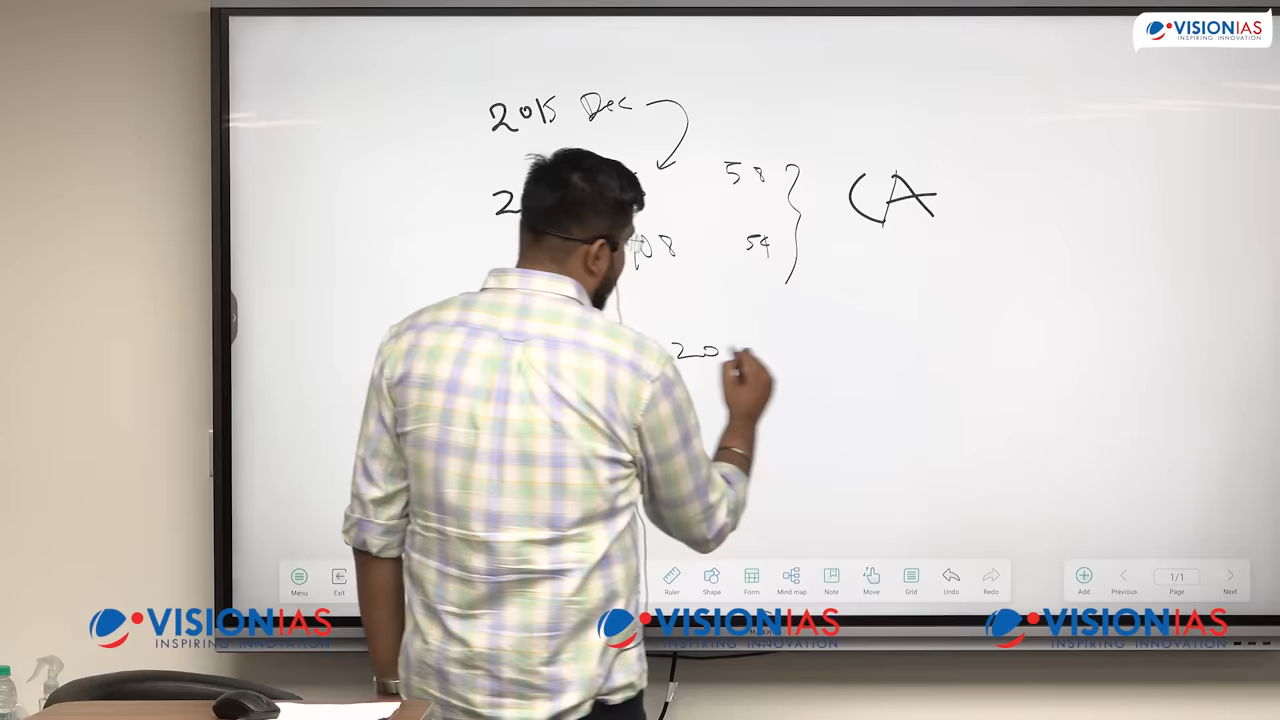 VISIONIAS
INSPIRING INNOVATION
2015 Dec
2
58
CA
108
54
20
Menu
Exit
Ruler
Shape
Form
Mind map
Note
Move
Grid
Undo
Redo
Add
Previous
1/1
Page
Next
VISIONIAS
INSPIRING INNOVATION
VISIONIAS
INSPIRING INNOVATION
VISIONIAS
INSPIRING INNOVATION